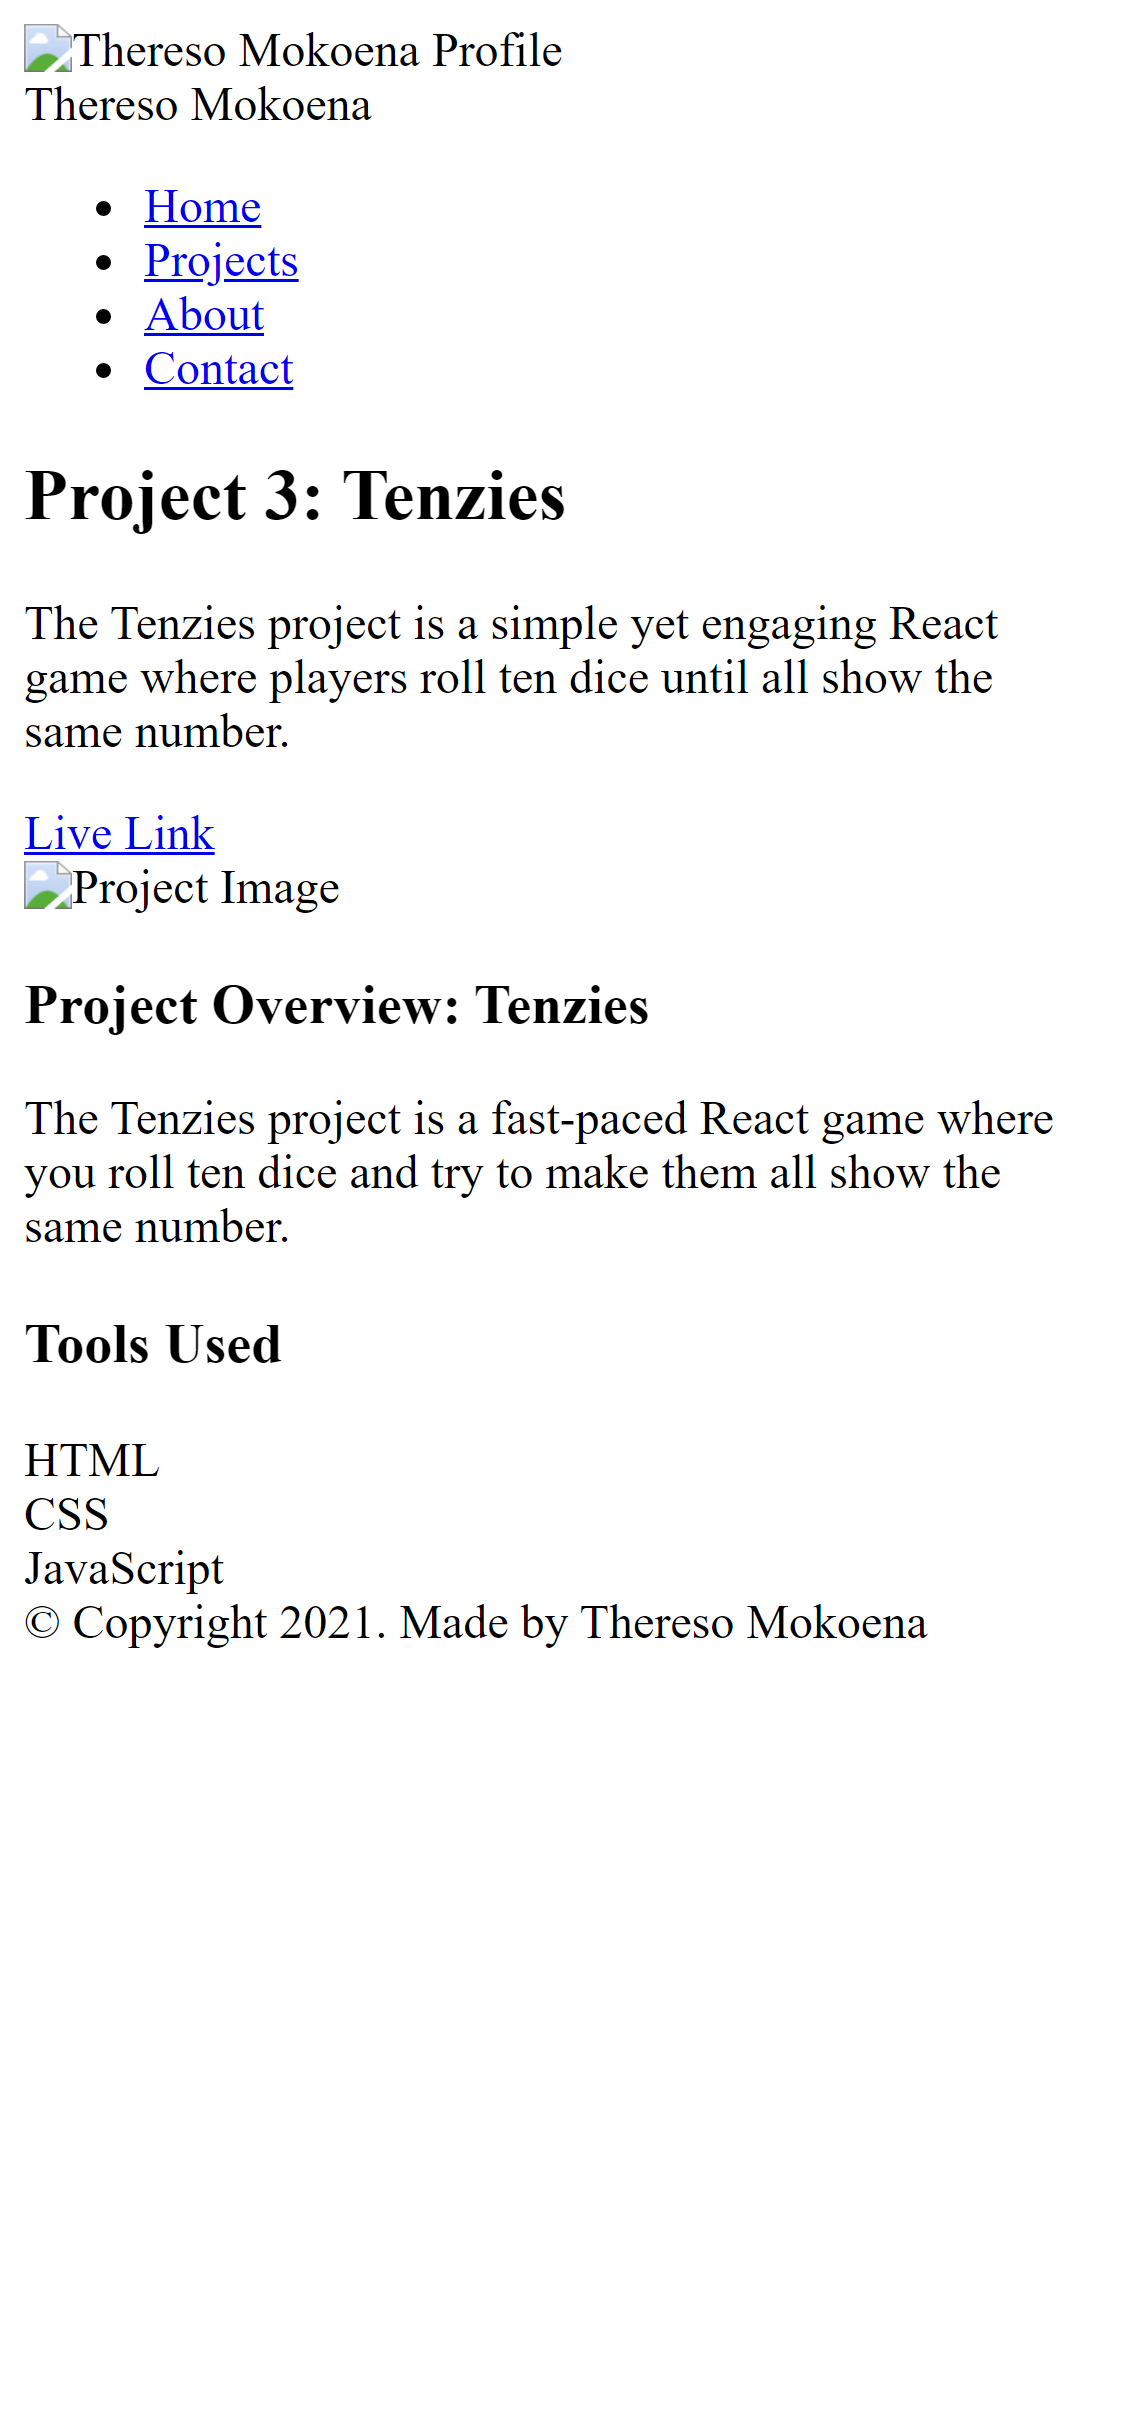 Thereso Mokoena Profile
Thereso Mokoena
Home
Projects
About
Contact
Project 3: Tenzies
The Tenzies project is a simple yet engaging React
game where players roll ten dice until all show the
same number.
Live Link
Project Image
Project Overview: Tenzies
The Tenzies project is a fast-paced React game where
you roll ten dice and try to make them all show the
same number.
Tools Used
HTML
CSS
JavaScript
© Copyright 2021. Made by Thereso Mokoena